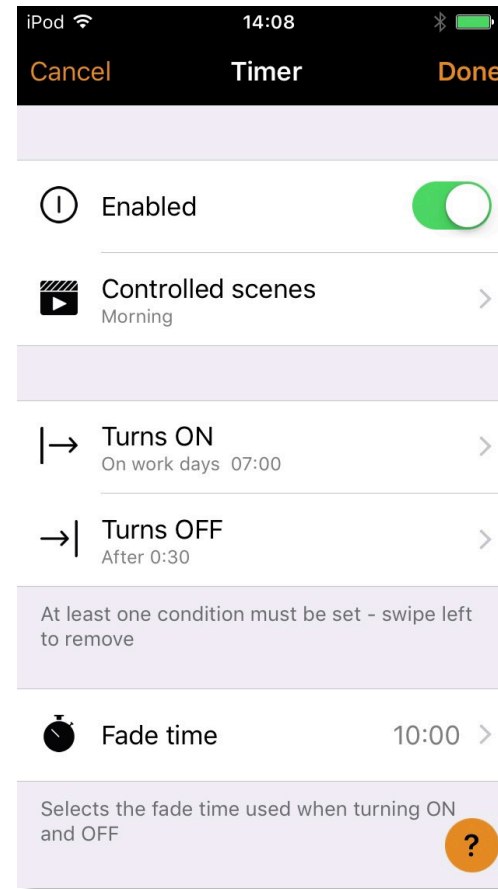 iPod 14:08
Cancel Timer Done
Enabled
Controlled scenes
Morning
Turns ON
On work days 07:00
Turns OFF
After 0:30
At least one condition must be set - swipe left
to remove
Fade time 10:00
Selects the fade time used when turning ON
and OFF
?